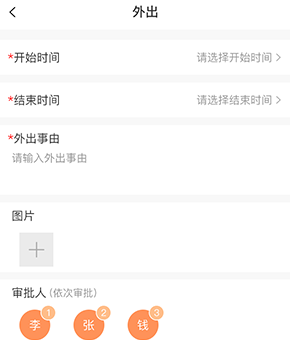 外出
*开始时间 请选择开始时间
*结束时间 请选择结束时间
*外出事由
请输入外出事由
图片
审批人 (依次审批)
李 1 张 2 钱 3